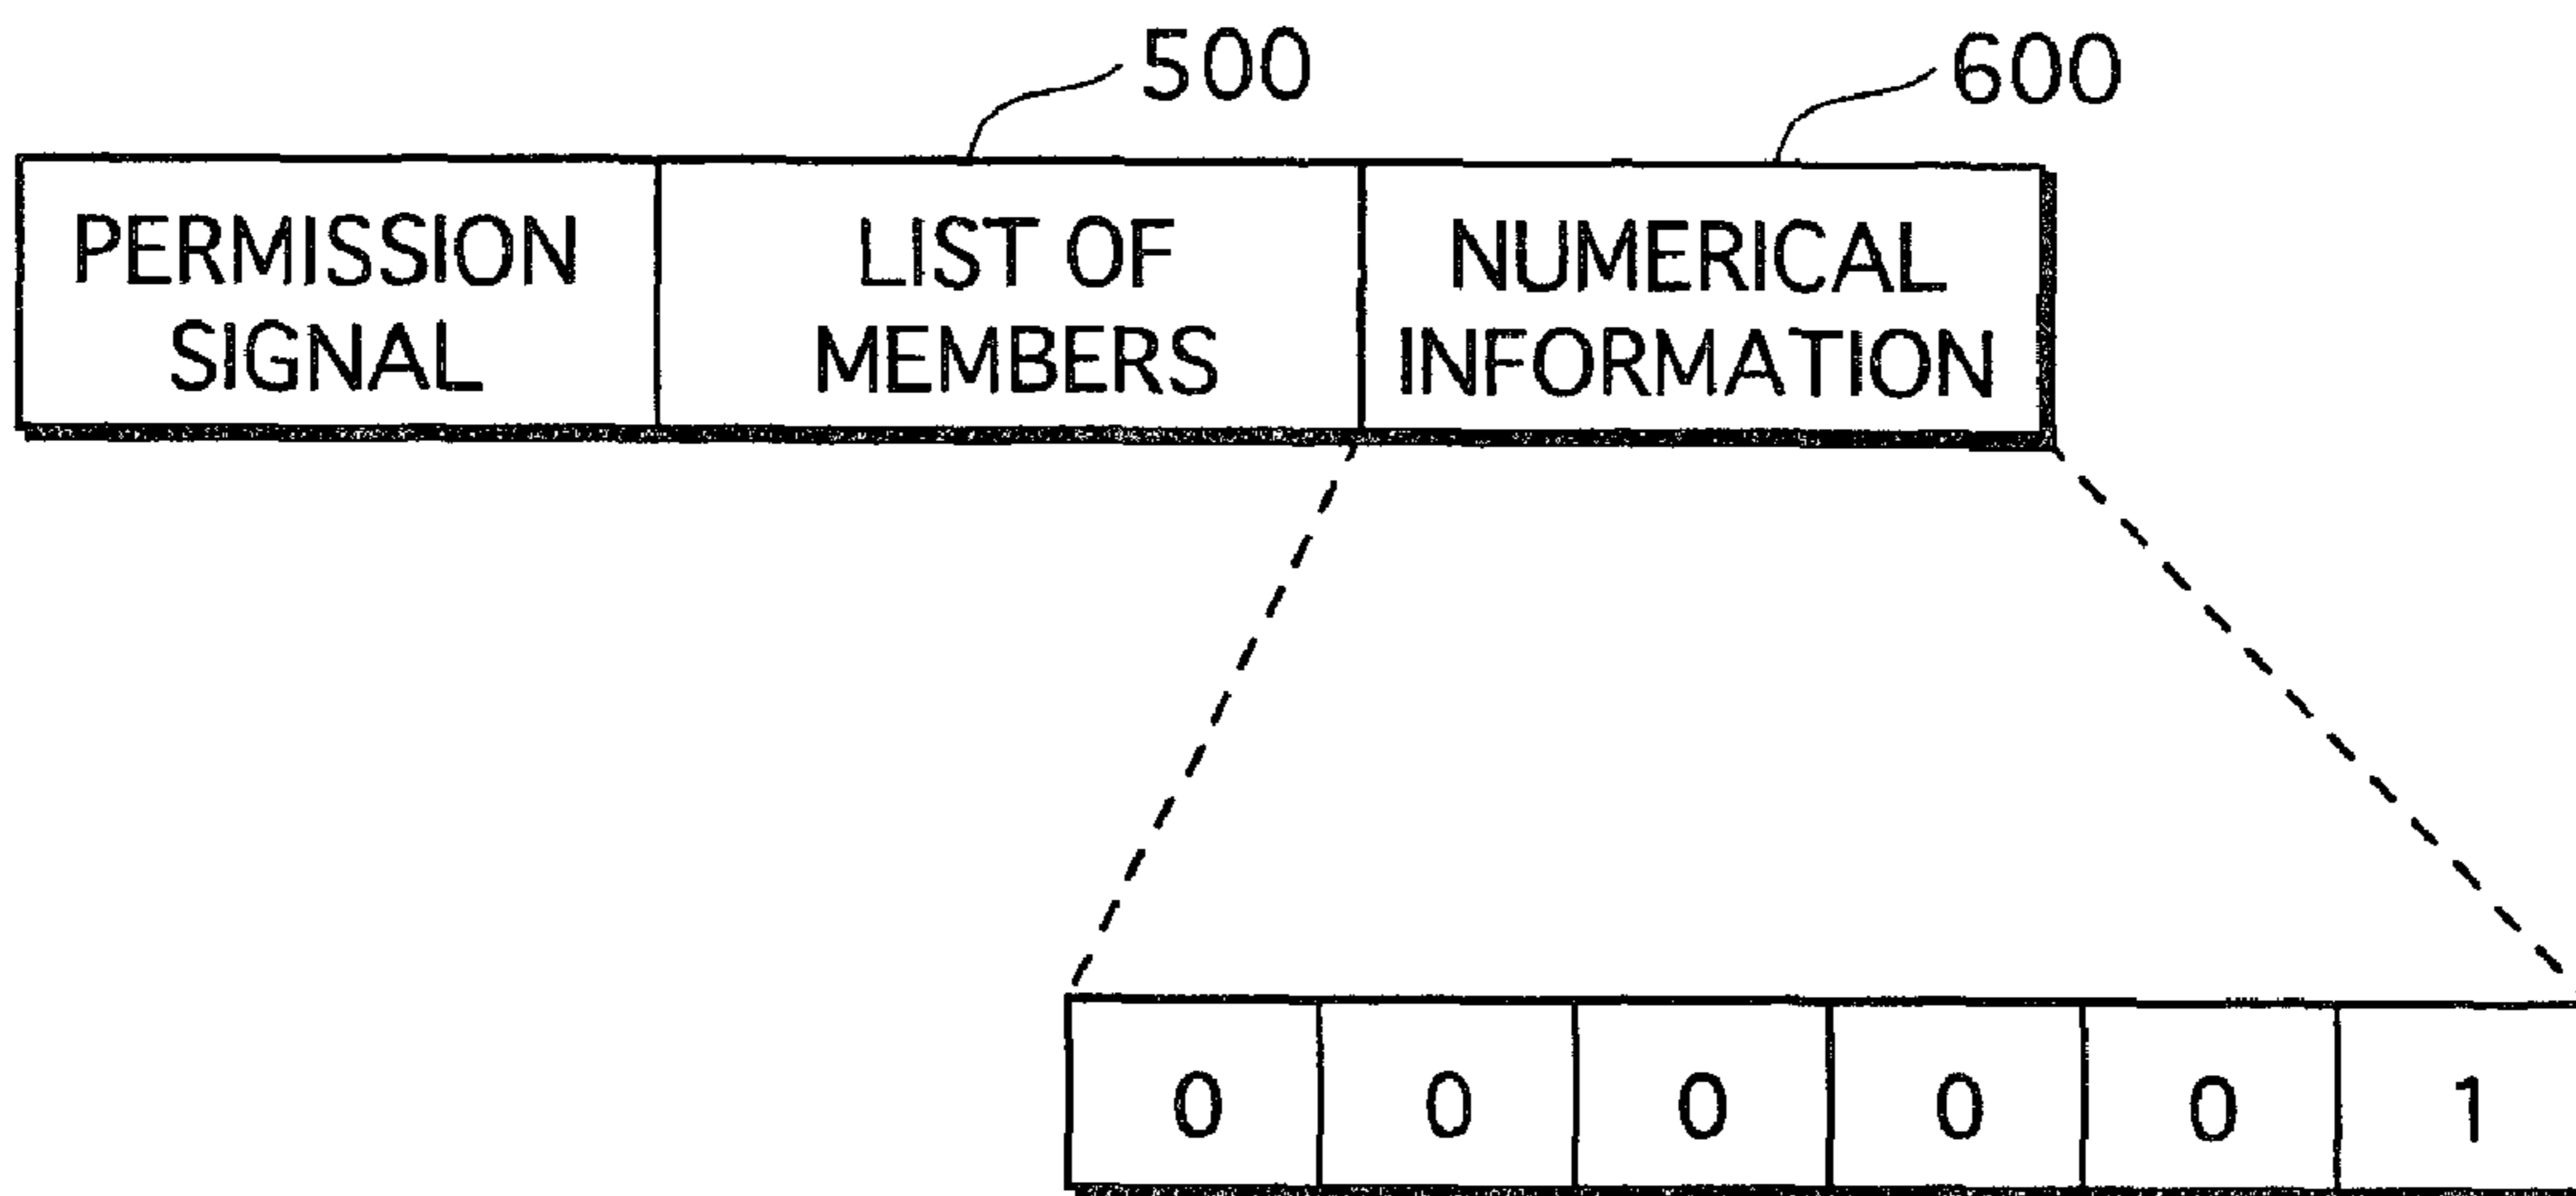 500
600
PERMISSION
SIGNAL
LIST OF
MEMBERS
NUMERICAL
INFORMATION
0 0 0 0 0 1